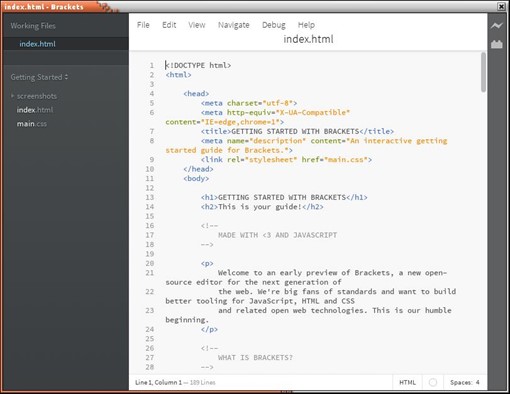 index.html - Brackets
Working Files
index.html
Getting Started
screenshots
index.html
main.css
File Edit View Navigate Debug Help
index.html
1 <!DOCTYPE html>
2 <html>
3
4 <head>
5 <meta charset="utf-8">
6 <meta http-equiv="X-UA-Compatible"
content="IE=edge,chrome=1">
7 <title>GETTING STARTED WITH BRACKETS</title>
8 <meta name="description" content="An interactive getting
started guide for Brackets.">
9 <link rel="stylesheet" href="main.css">
10 </head>
11 <body>
12
13 <h1>GETTING STARTED WITH BRACKETS</h1>
14 <h2>This is your guide!</h2>
15
16 <!--
17 MADE WITH <3 AND JAVASCRIPT
18 -->
19
20 <p>
21 Welcome to an early preview of Brackets, a new open-
source editor for the next generation of
22 the web. We're big fans of standards and want to build
better tooling for JavaScript, HTML and CSS
23 and related open web technologies. This is our humble
beginning.
24 </p>
25
26 <!--
27 WHAT IS BRACKETS?
28 -->
Line 1, Column 1 — 189 Lines
HTML
Spaces: 4